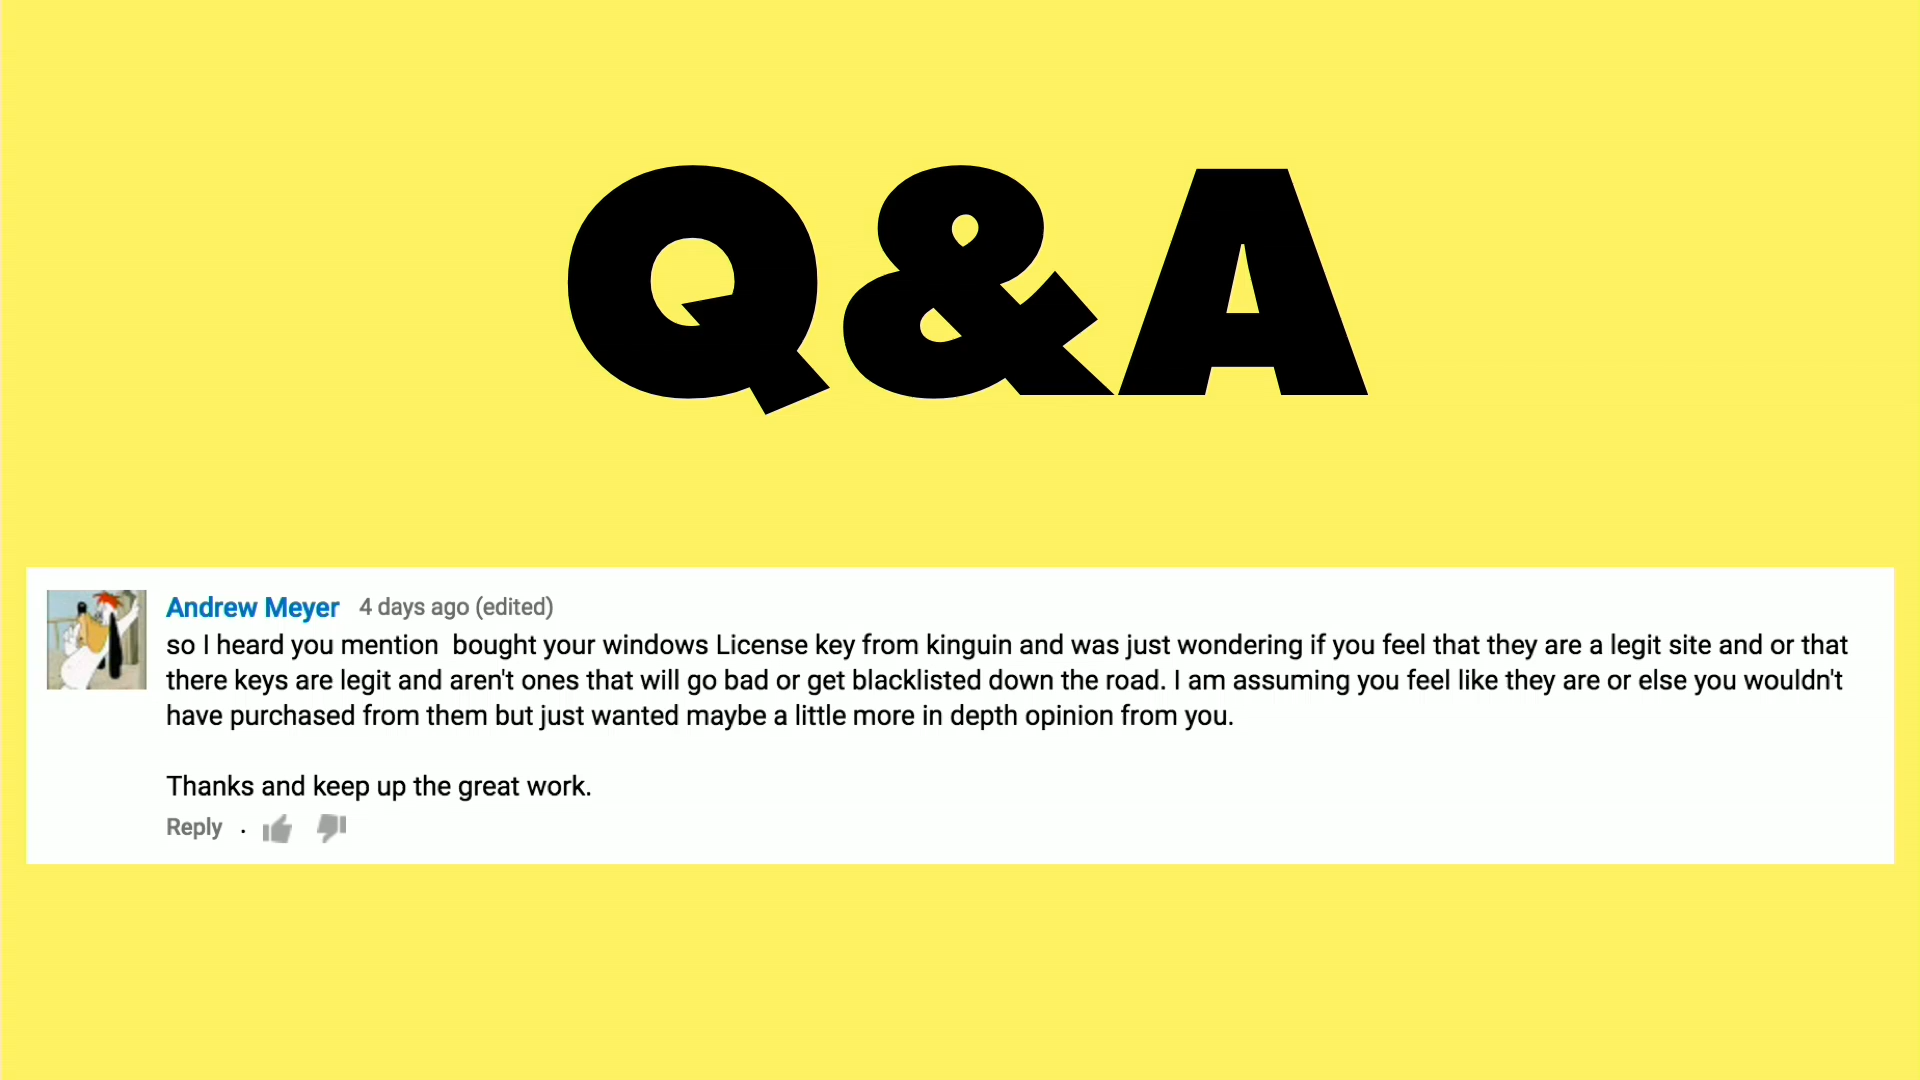 Q&A
Andrew Meyer 4 days ago (edited)
so I heard you mention  bought your windows License key from kinguin and was just wondering if you feel that they are a legit site and or that
there keys are legit and aren't ones that will go bad or get blacklisted down the road. I am assuming you feel like they are or else you wouldn't
have purchased from them but just wanted maybe a little more in depth opinion from you.
Thanks and keep up the great work.
Reply .